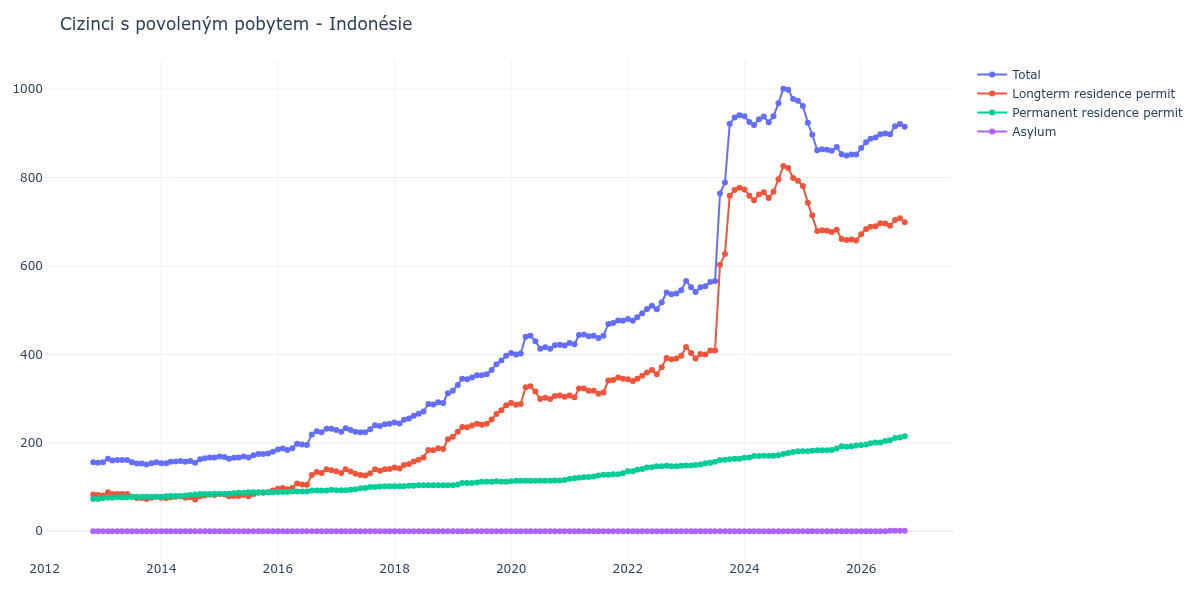 Cizinci s povoleným pobytem - Indonésie
Total
Longterm residence permit
Permanent residence permit
Asylum
1000
800
600
400
200
0
2012
2014
2016
2018
2020
2022
2024
2026